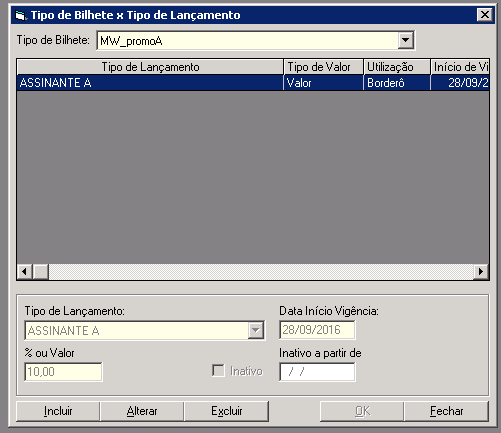 Tipo de Bilhete x Tipo de Lançamento
Tipo de Bilhete: MW_promoA
Tipo de Lançamento Tipo de Valor Utilização Início de Vi
ASSINANTE A Valor Borderô 28/09/2
Tipo de Lançamento: Data Início Vigência:
ASSINANTE A 28/09/2016
% ou Valor Inativo a partir de
10,00 Inativo / /
Incluir Alterar Excluir OK Fechar